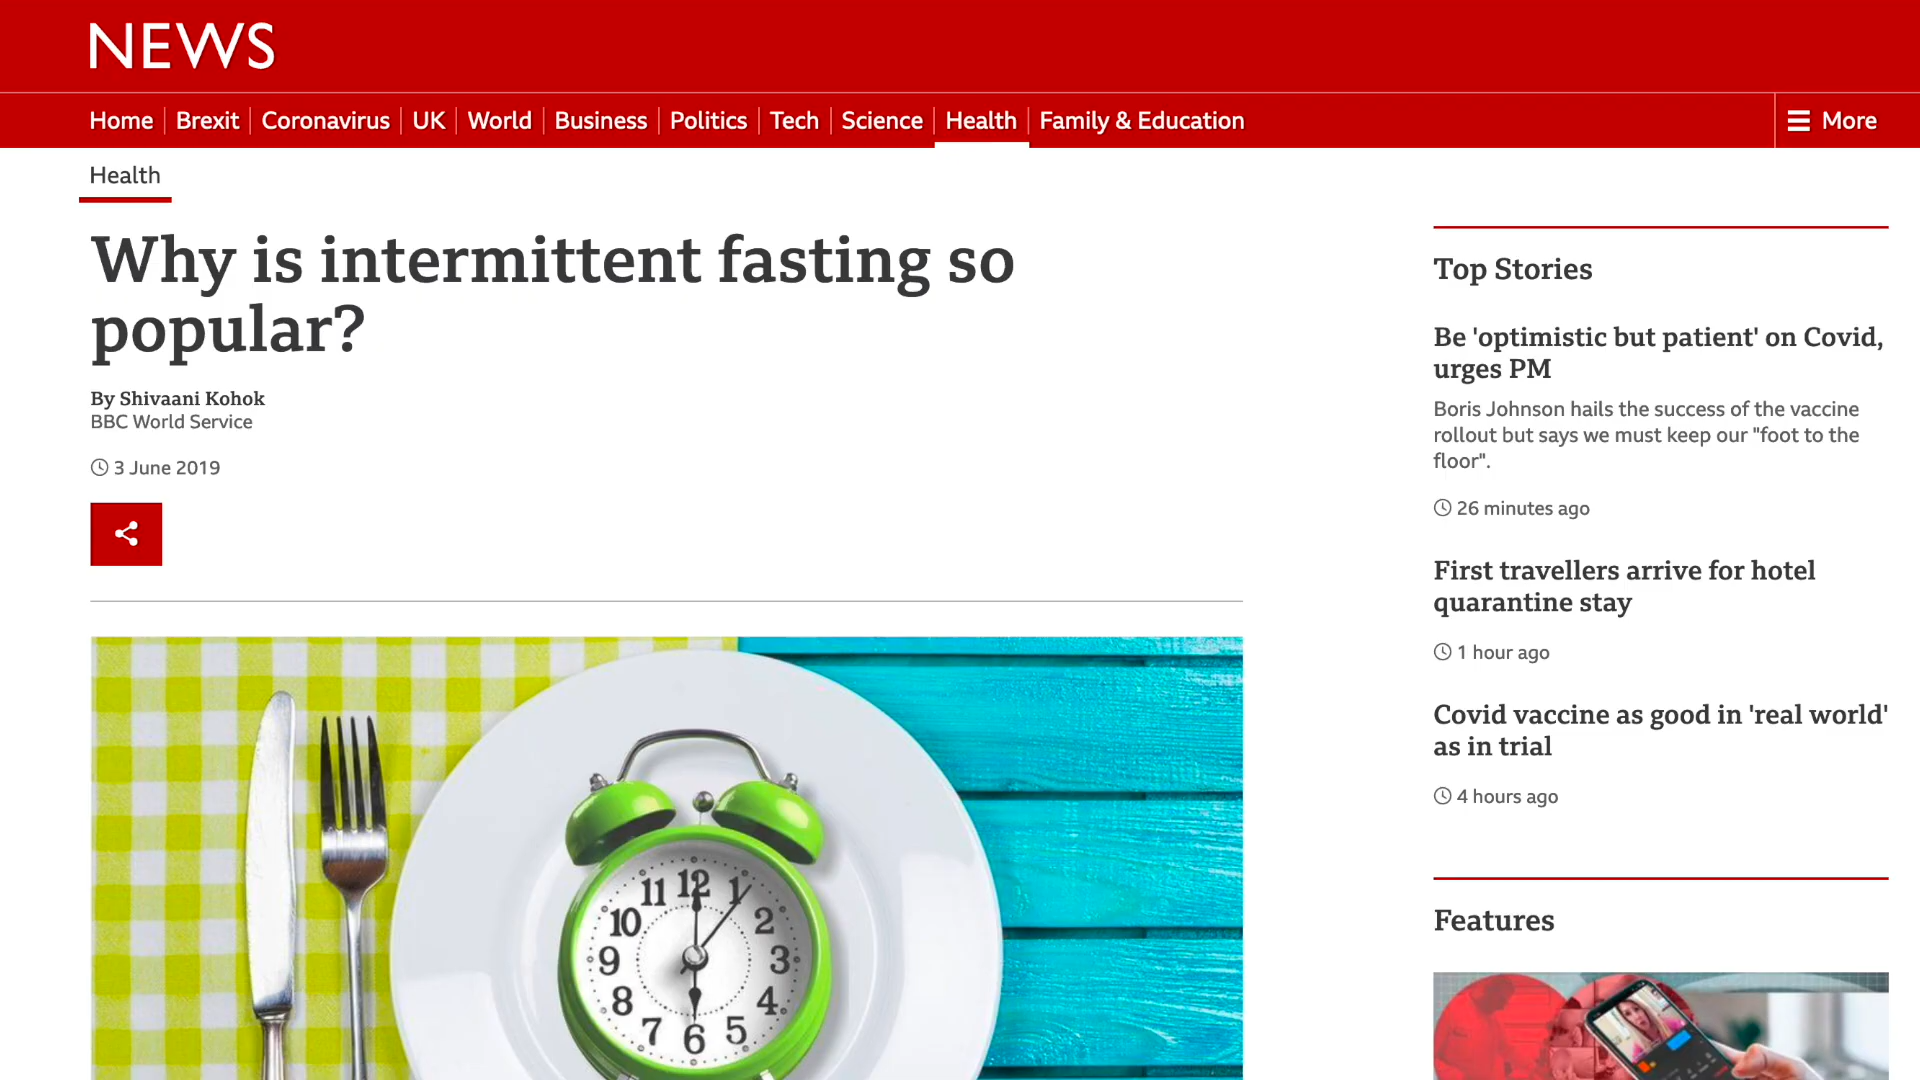 NEWS
Home
Brexit
Coronavirus
UK
World
Business
Politics
Tech
Science
Health
Family & Education
More
Health
Why is intermittent fasting so
popular?
By Shivaani Kohok
BBC World Service
3 June 2019
12
1
2
3
4
5
6
7
8
9
10
11
Top Stories
Be 'optimistic but patient' on Covid,
urges PM
Boris Johnson hails the success of the vaccine
rollout but says we must keep our "foot to the
floor".
26 minutes ago
First travellers arrive for hotel
quarantine stay
1 hour ago
Covid vaccine as good in 'real world'
as in trial
4 hours ago
Features